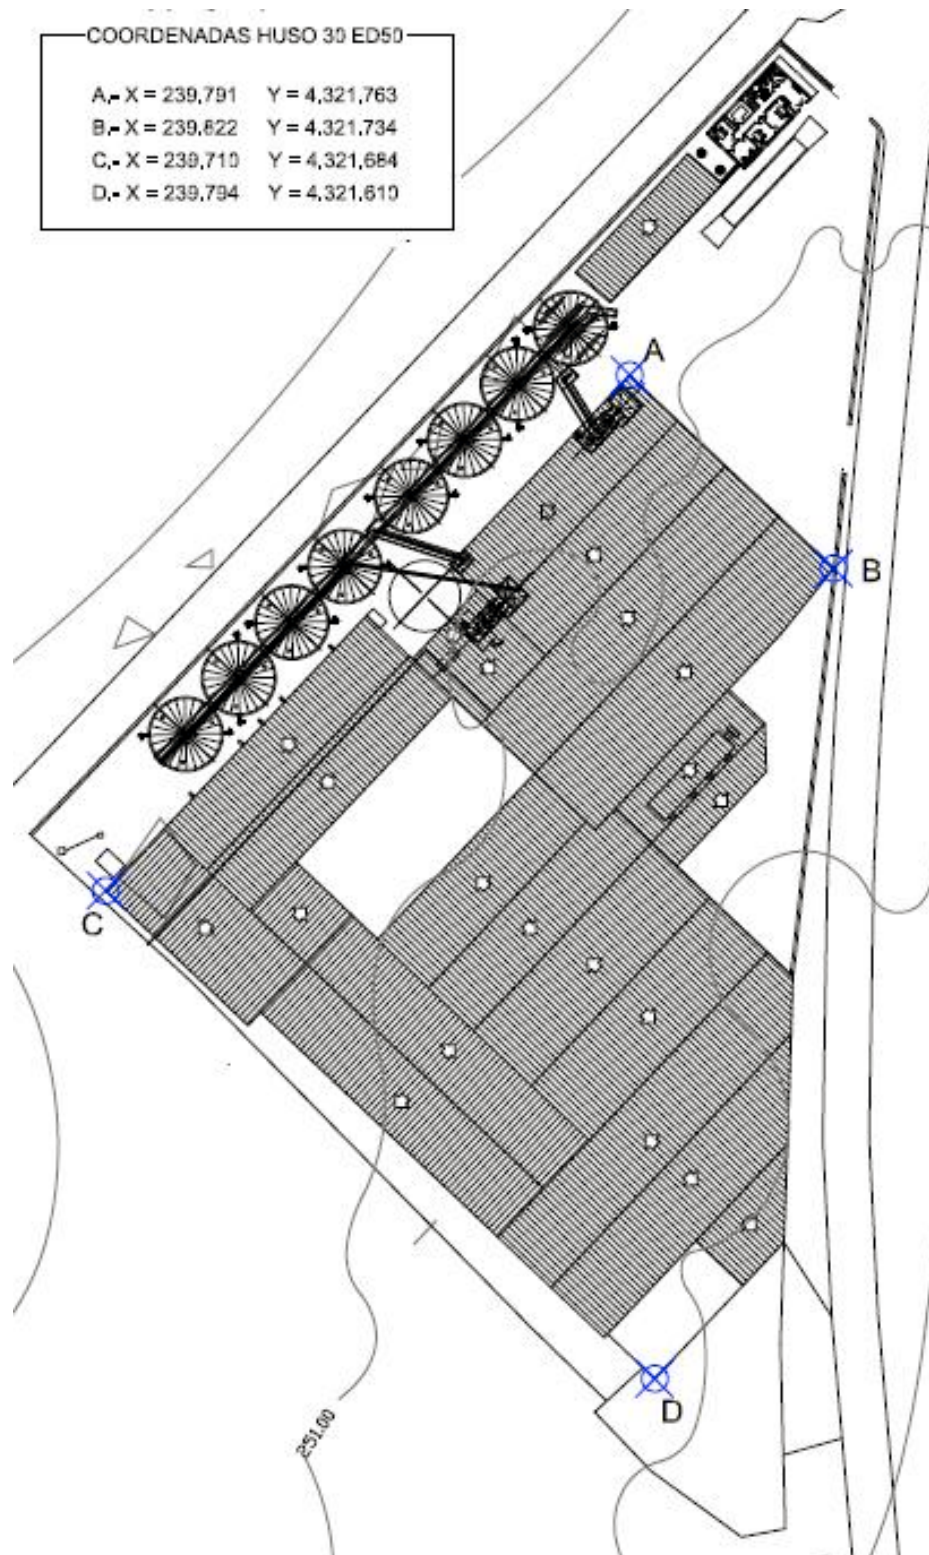 COORDENADAS HUSO 30 ED50
A.- X = 239.791 Y = 4.321.763
B.- X = 239.822 Y = 4.321.734
C.- X = 239.710 Y = 4.321.684
D.- X = 239.794 Y = 4.321.610
A
B
C
D
251.00